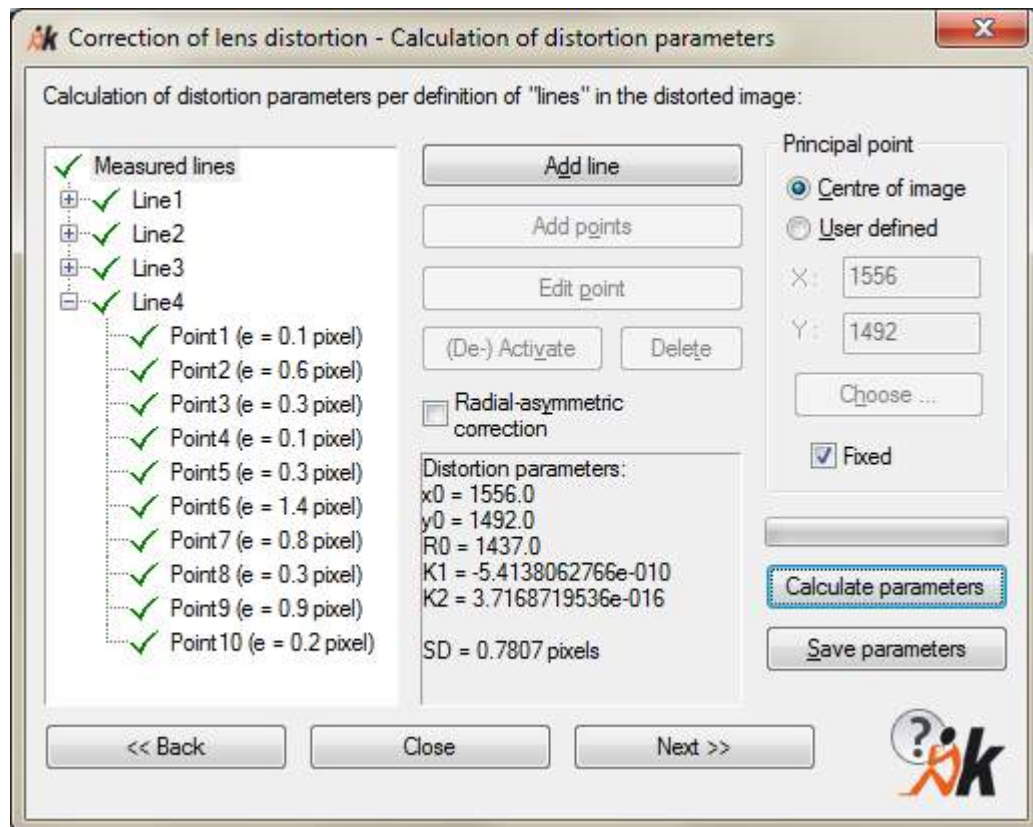 Correction of lens distortion - Calculation of distortion parameters
Calculation of distortion parameters per definition of "lines" in the distorted image:
Measured lines
Line1
Line2
Line3
Line4
Point1 (e = 0.1 pixel)
Point2 (e = 0.6 pixel)
Point3 (e = 0.3 pixel)
Point4 (e = 0.1 pixel)
Point5 (e = 0.3 pixel)
Point6 (e = 1.4 pixel)
Point7 (e = 0.8 pixel)
Point8 (e = 0.3 pixel)
Point9 (e = 0.9 pixel)
Point10 (e = 0.2 pixel)
Add line
Add points
Edit point
(De-) Activate
Delete
Radial-asymmetric
correction
Distortion parameters:
x0 = 1556.0
y0 = 1492.0
R0 = 1437.0
K1 = -5.4138062766e-010
K2 = 3.7168719536e-016
SD = 0.7807 pixels
Principal point
Centre of image
User defined
X: 1556
Y: 1492
Choose ...
Fixed
Calculate parameters
Save parameters
<< Back
Close
Next >>
?
k